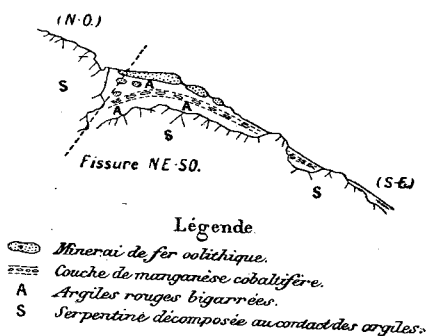 (N.O.)
S
A
A
A
S
Fissure NE-SO.
S
(S-E.)
Légende
Minerai de fer oolithique.
Couche de manganèse cobaltifère.
A Argiles rouges bigarrées.
S Serpentine décomposée au contact des argiles.